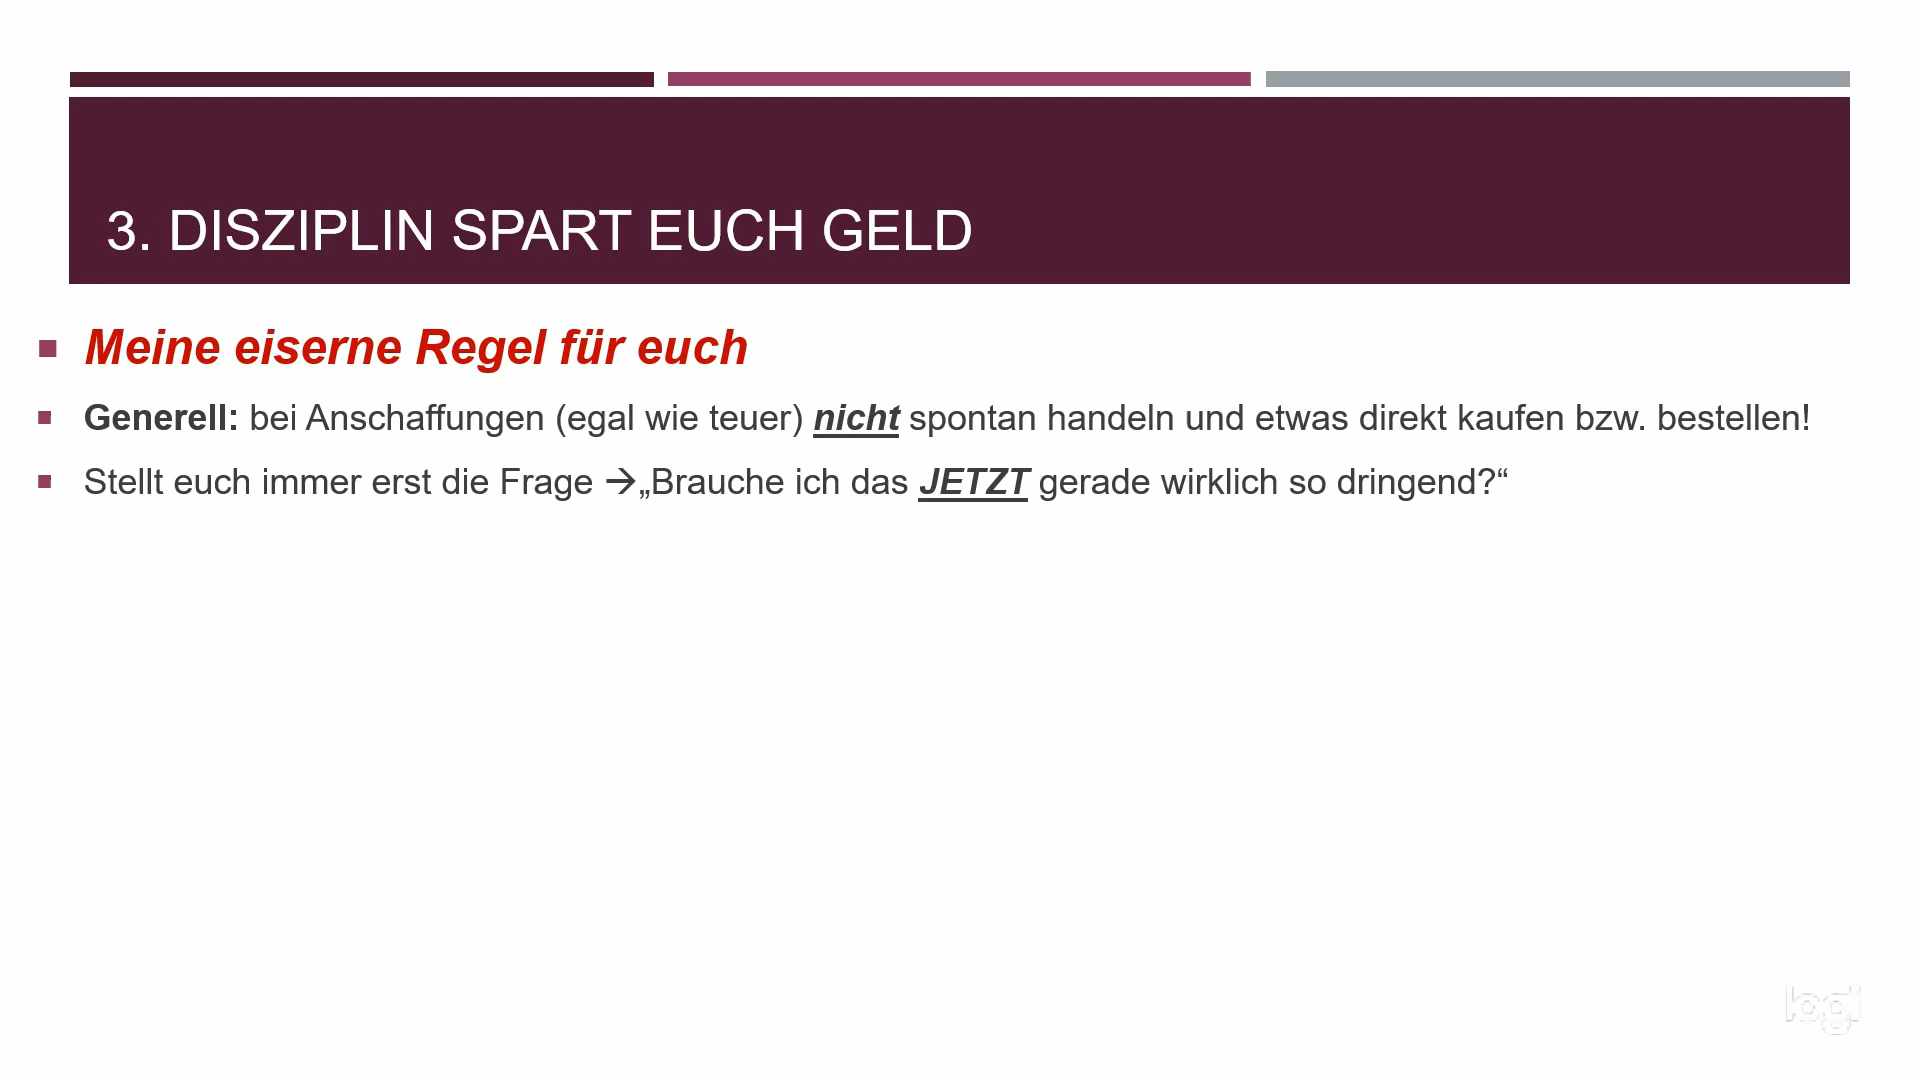 3. DISZIPLIN SPART EUCH GELD
Meine eiserne Regel für euch
Generell: bei Anschaffungen (egal wie teuer) nicht spontan handeln und etwas direkt kaufen bzw. bestellen!
Stellt euch immer erst die Frage →„Brauche ich das JETZT gerade wirklich so dringend?“
logi